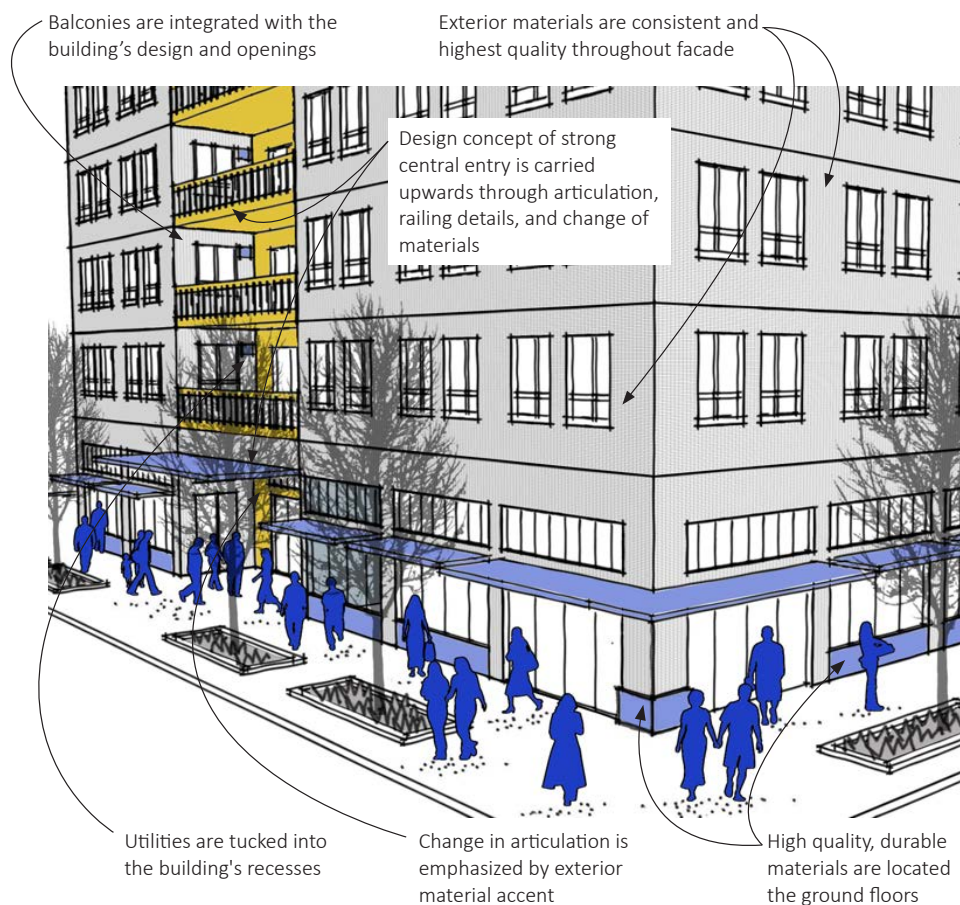 Balconies are integrated with the
building’s design and openings
Exterior materials are consistent and
highest quality throughout facade
Design concept of strong
central entry is carried
upwards through articulation,
railing details, and change of
materials
Utilities are tucked into
the building's recesses
Change in articulation is
emphasized by exterior
material accent
High quality, durable
materials are located
the ground floors